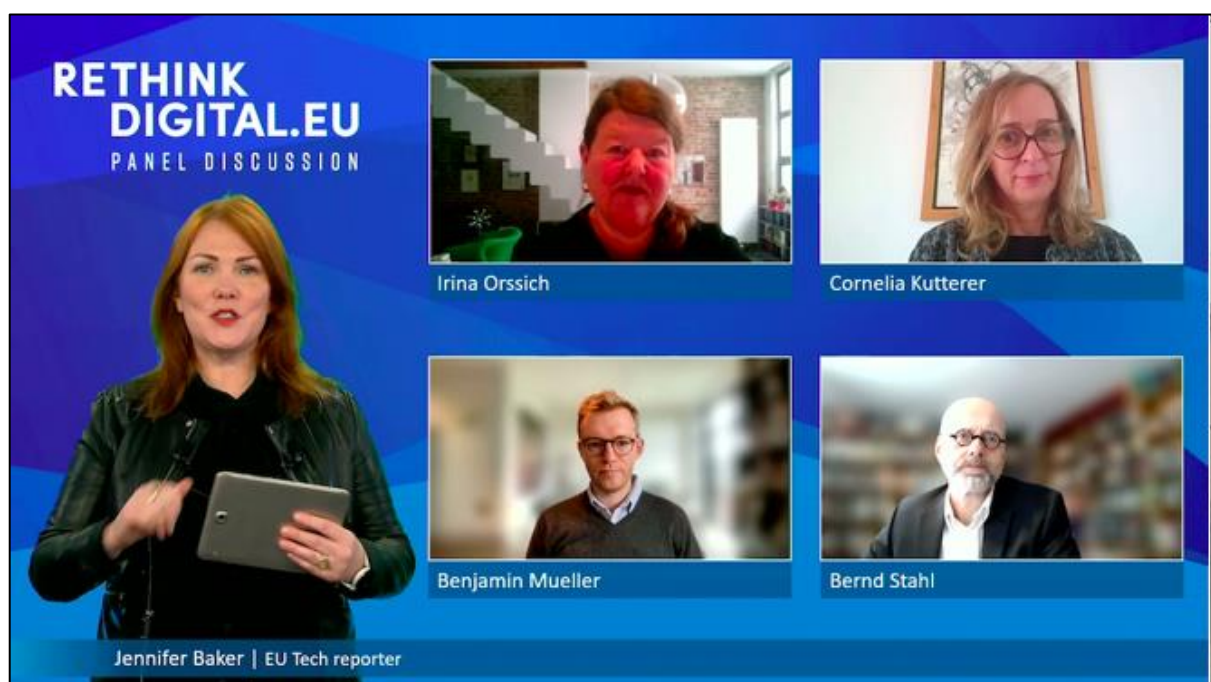 RETHINK
DIGITAL.EU
PANEL DISCUSSION
Irina Orssich
Cornelia Kutterer
Benjamin Mueller
Bernd Stahl
Jennifer Baker | EU Tech reporter